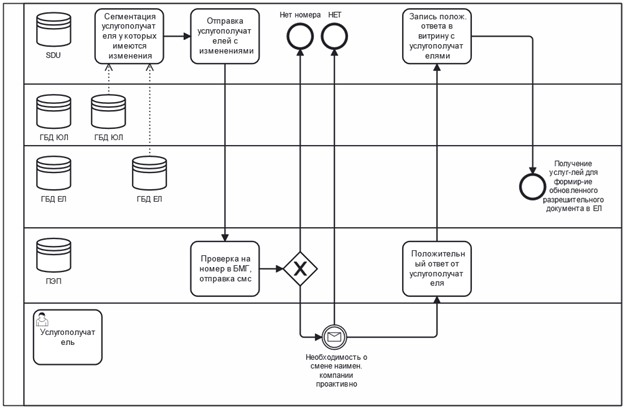 Сегментация
услугополучат
еля у которых
имеются
изменения
Отправка
услугополучат
елей с
изменениями
Нет номера
НЕТ
Запись полож.
ответа в
витрину с
услугополучат
елями
SDU
ГБД ЮЛ
ГБД ЮЛ
ГБД ЕЛ
ГБД ЕЛ
Получение
услуг-лей для
формир-ие
обновленного
разрешительного
документа в ЕЛ
ПЭП
Проверка на
номер в БМГ,
отправка смс
Положительн
ый ответ от
услугополучат
еля
Услугополучат
ель
Необходимость о
смене наимен.
компании
проактивно